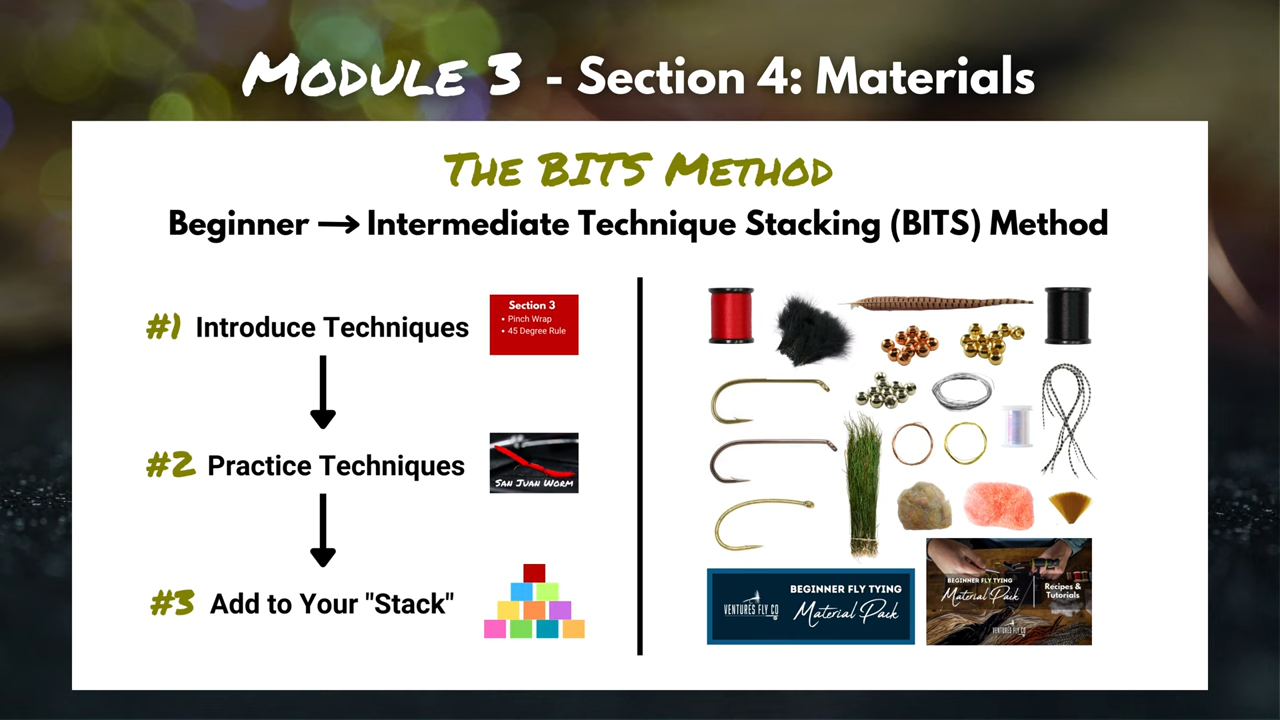 MODULE 3 - Section 4: Materials
THE BITS METHOD
Beginner → Intermediate Technique Stacking (BITS) Method
#1 Introduce Techniques
Section 3
• Pinch Wrap
• 45 Degree Rule
#2 Practice Techniques
SAN JUAN WORM
#3 Add to Your "Stack"
VENTURES FLY CO
BEGINNER FLY TYING
Material Pack
BEGINNER FLY TYING
Material Pack
Recipes &
Tutorials
VENTURES FLY CO